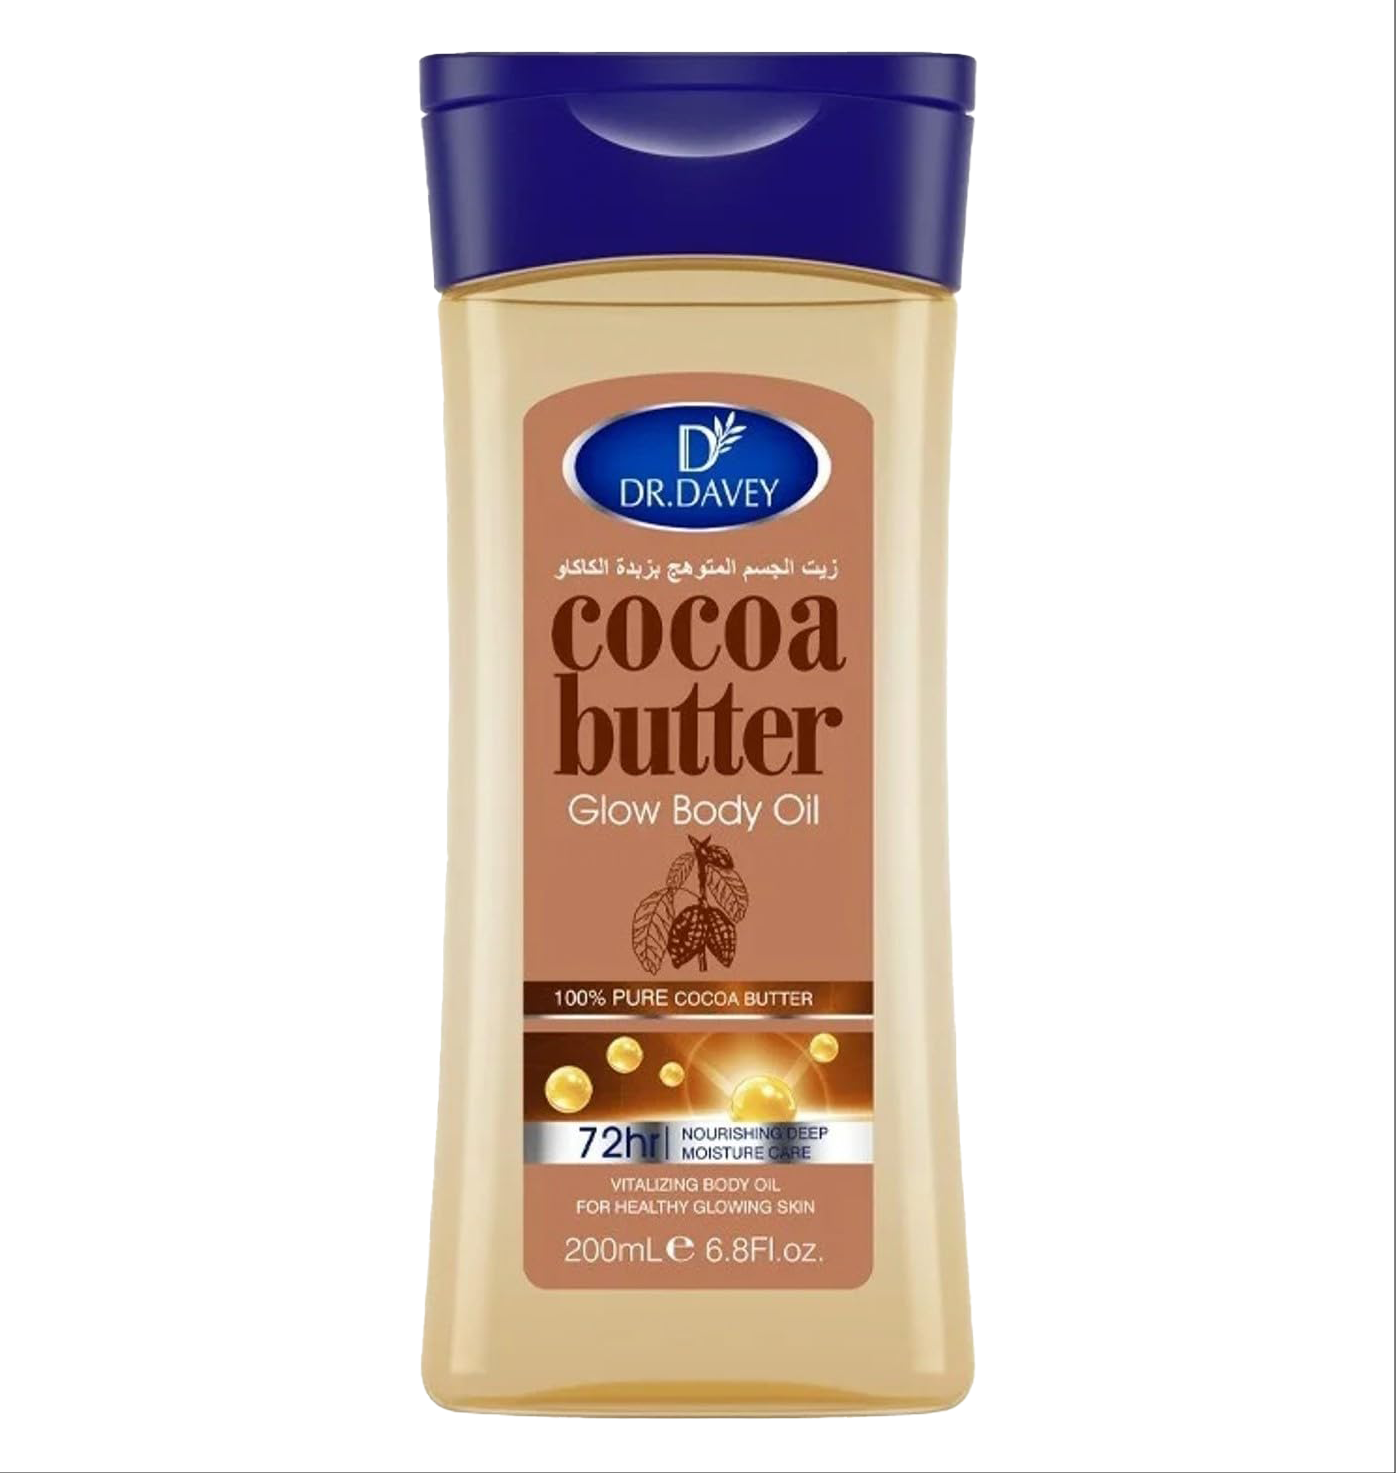 D
DR.DAVEY
زيت الجسم المتوهج بزبدة الكاكاو
cocoa
butter
Glow Body Oil
100% PURE COCOA BUTTER
72hr
NOURISHING DEEP
MOISTURE CARE
VITALIZING BODY OIL
FOR HEALTHY GLOWING SKIN
200mL℮ 6.8Fl.oz.